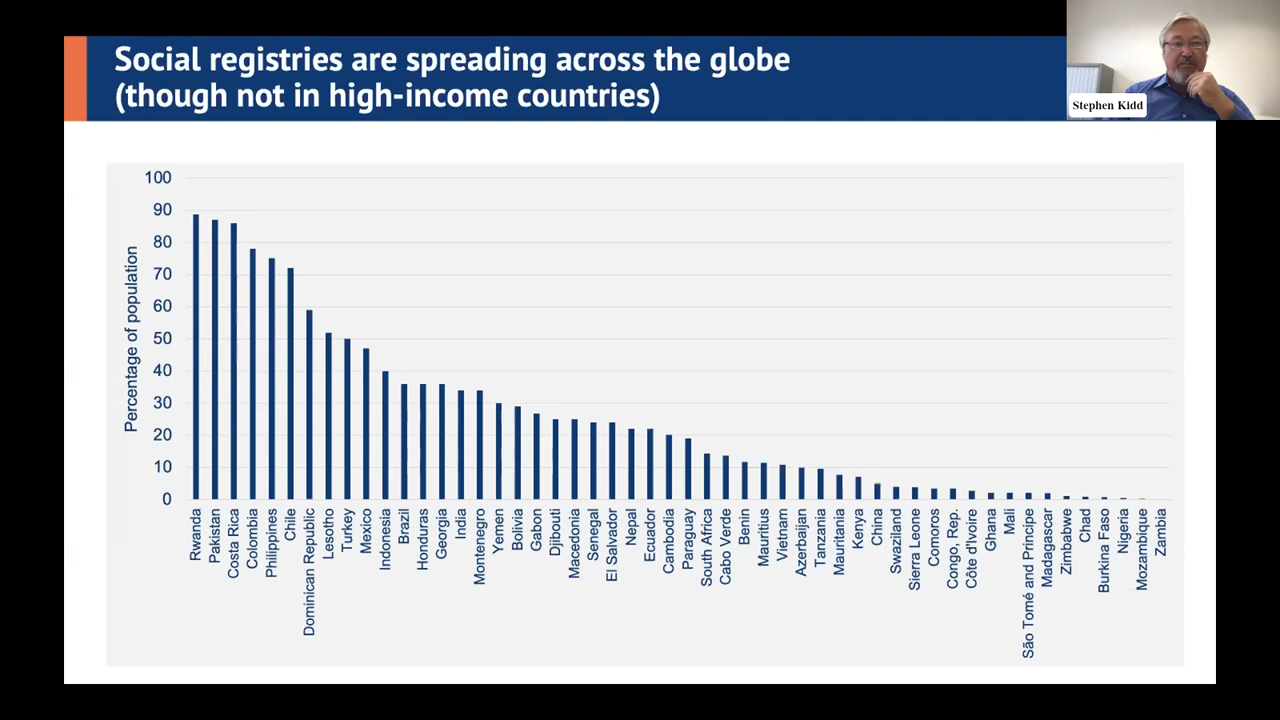 Social registries are spreading across the globe
(though not in high-income countries)
Stephen Kidd
Percentage of population
100
90
80
70
60
50
40
30
20
10
0
Rwanda
Pakistan
Costa Rica
Colombia
Philippines
Chile
Dominican Republic
Lesotho
Turkey
Mexico
Indonesia
Brazil
Honduras
Georgia
India
Montenegro
Yemen
Bolivia
Gabon
Djibouti
Macedonia
Senegal
El Salvador
Nepal
Ecuador
Cambodia
Paraguay
South Africa
Cabo Verde
Benin
Mauritius
Vietnam
Azerbaijan
Tanzania
Mauritania
Kenya
China
Swaziland
Sierra Leone
Comoros
Congo, Rep.
Côte d'Ivoire
Ghana
Mali
São Tomé and Principe
Madagascar
Zimbabwe
Chad
Burkina Faso
Nigeria
Mozambique
Zambia